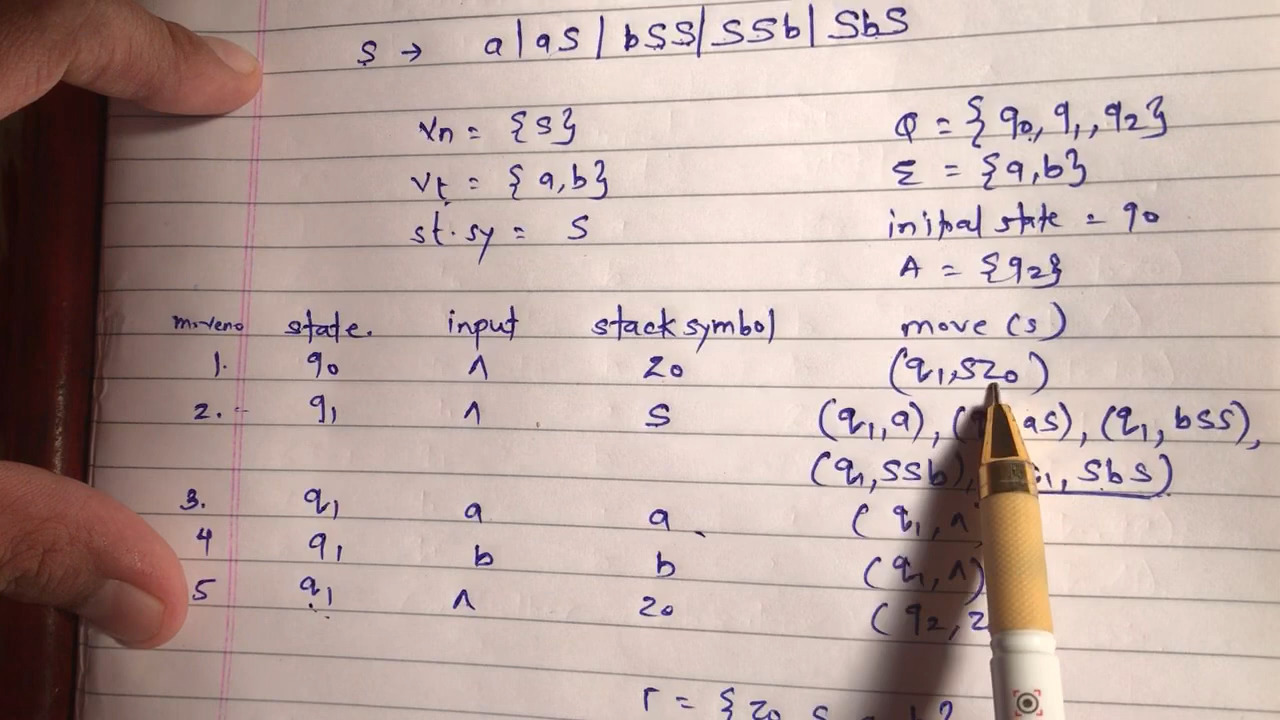 S → a | aS | bSS | SSb | SbS
Vn = {S} Q = {q0, q1, q2}
Vt = {a,b} Σ = {a,b}
st.sy = S initial state = q0
A = {q2}
move no state. input stack symbol move (s)
1. q0 ^ Z0 (q1, SZ0)
2. q1 ^ S (q1, a), ( aS), (q1, bSS),
(q1, SSb), , SbS)
3. q1 a a (q1, ^
4 q1 b b (q1, ^)
5 q1 ^ Z0 (q2, Z
Γ = {Z0, S